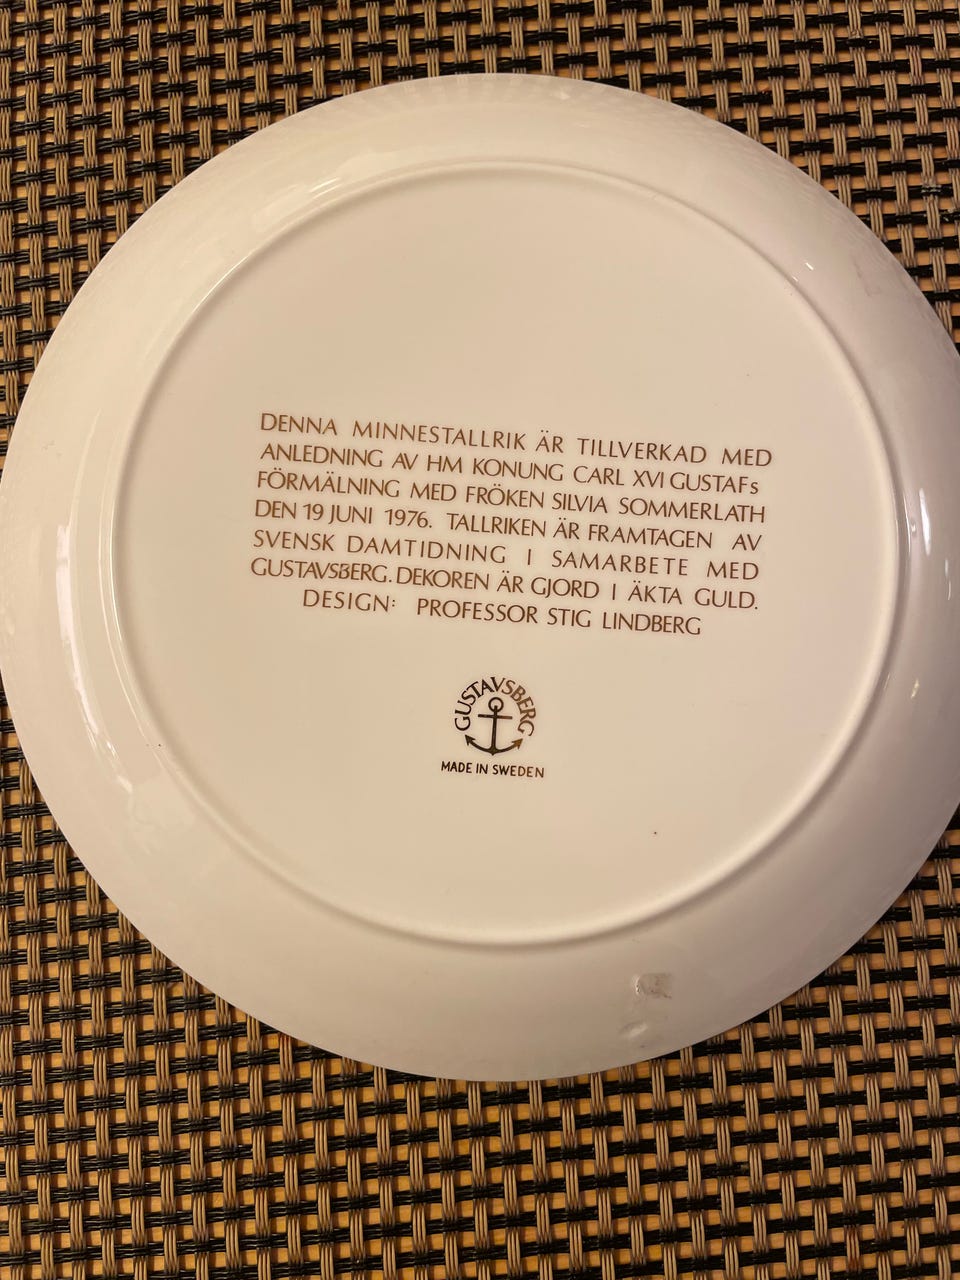 DENNA MINNESTALLRIK ÄR TILLVERKAD MED
ANLEDNING AV HM KONUNG CARL XVI GUSTAFs
FÖRMÄLNING MED FRÖKEN SILVIA SOMMERLATH
DEN 19 JUNI 1976. TALLRIKEN ÄR FRAMTAGEN AV
SVENSK DAMTIDNING I SAMARBETE MED
GUSTAVSBERG. DEKOREN ÄR GJORD I ÄKTA GULD.
DESIGN: PROFESSOR STIG LINDBERG
GUSTAVSBERG
MADE IN SWEDEN